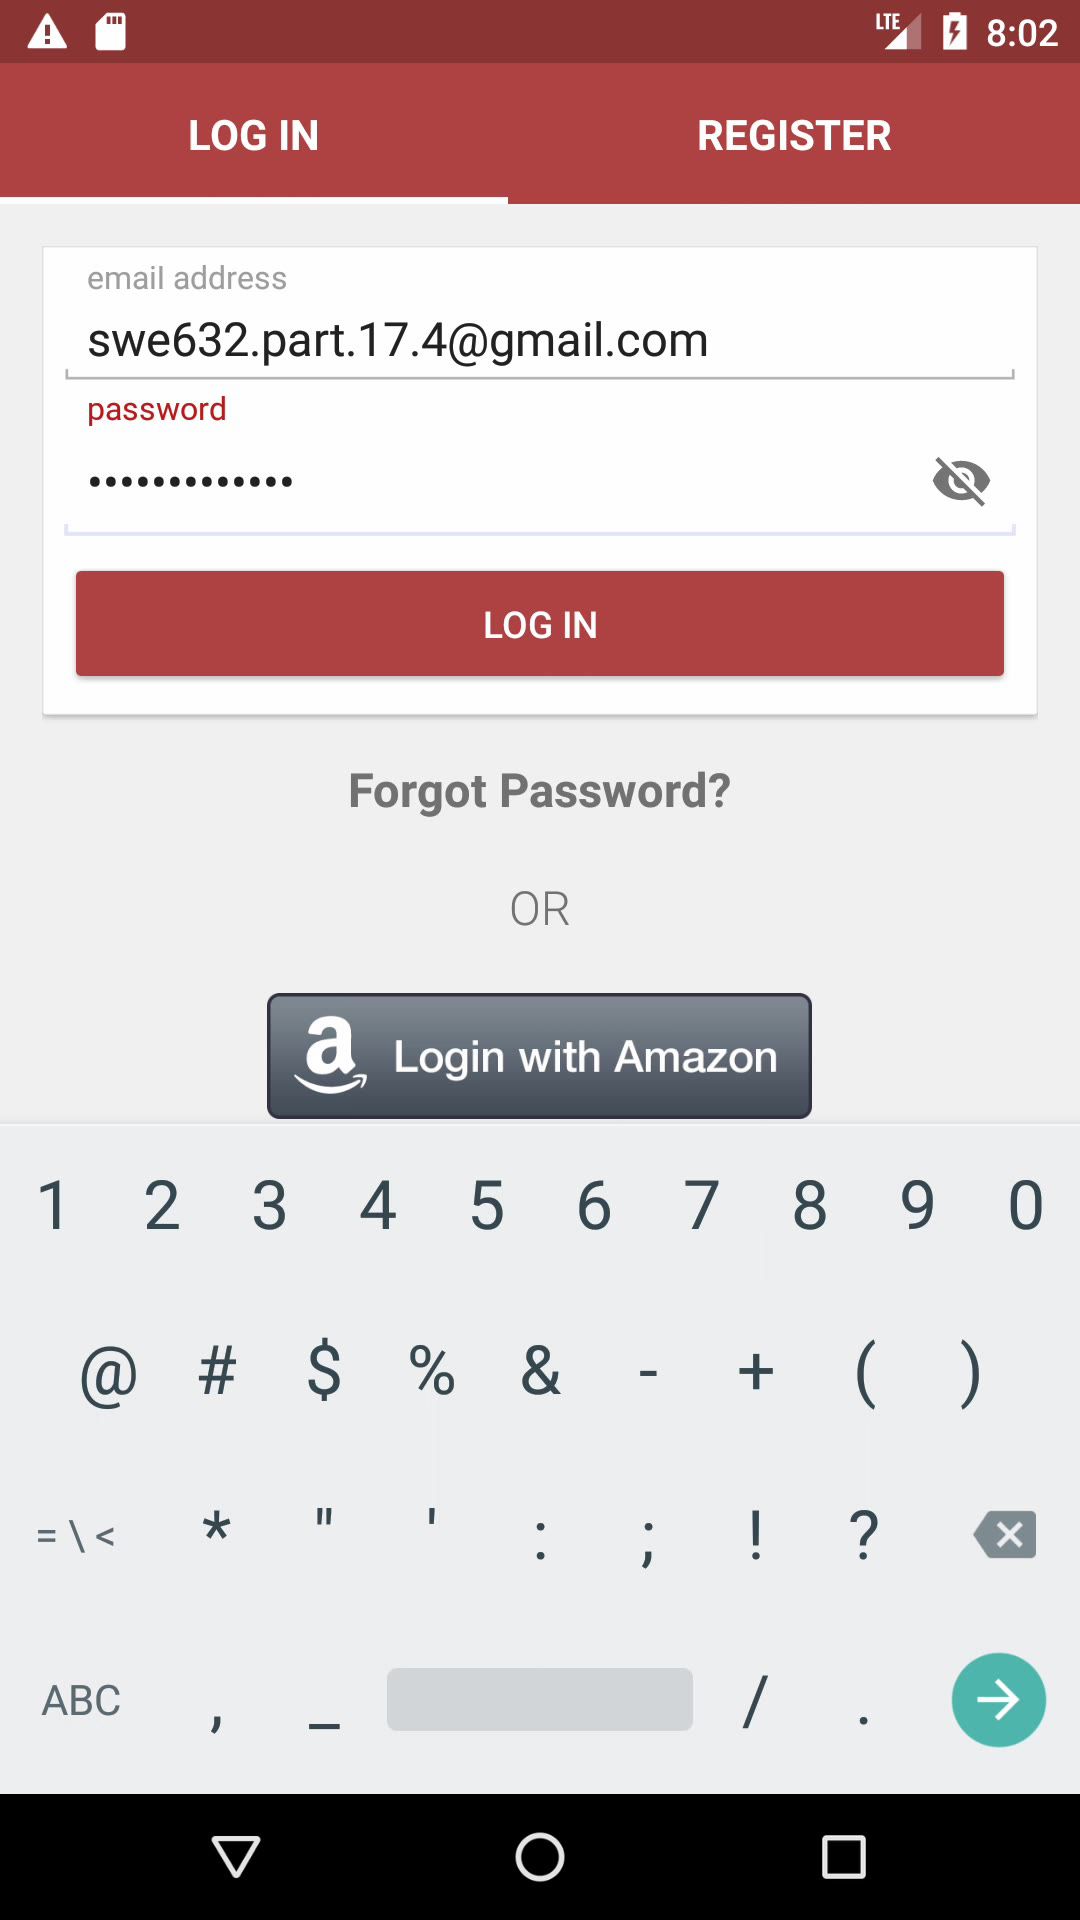 LTE 8:02
LOG IN REGISTER
email address
swe632.part.17.4@gmail.com
password
•••••••••••••
LOG IN
Forgot Password?
OR
a Login with Amazon
1 2 3 4 5 6 7 8 9 0
@ # $ % & - + ( )
= \ < * " ' : ; ! ?
ABC , _ / .